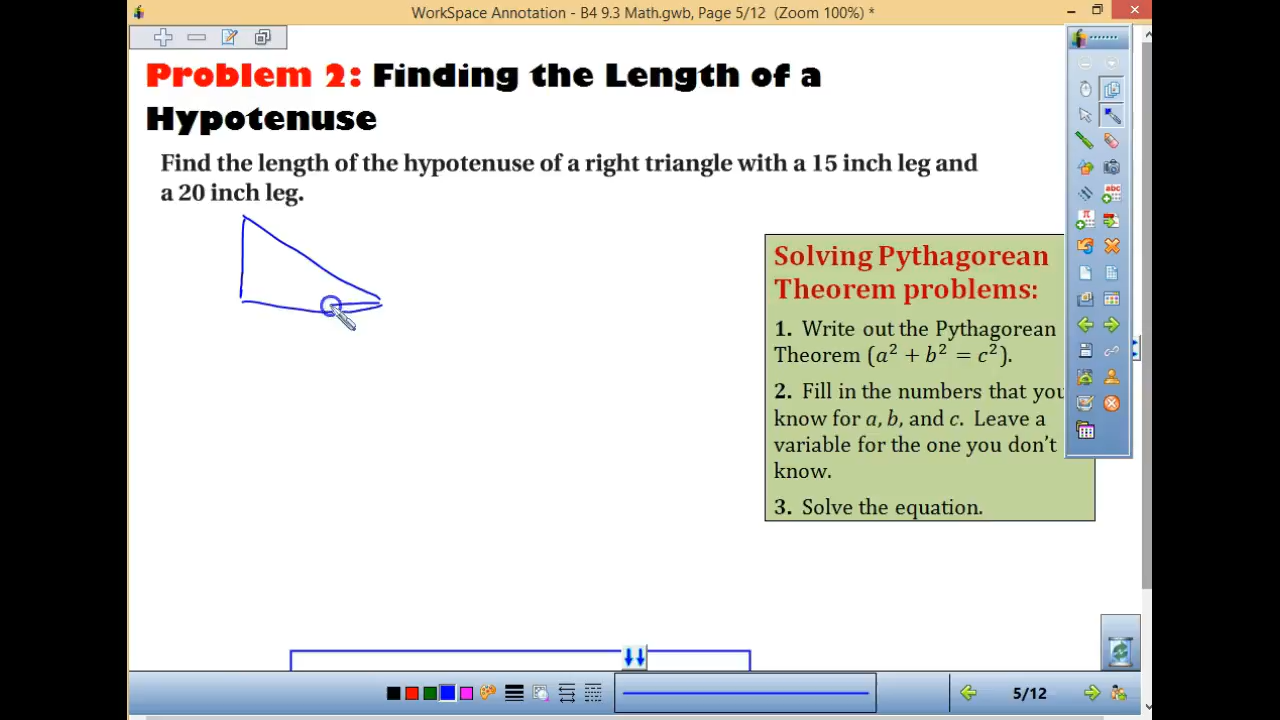 WorkSpace Annotation - B4 9.3 Math.gwb, Page 5/12 (Zoom 100%) *
Problem 2: Finding the Length of a
Hypotenuse
Find the length of the hypotenuse of a right triangle with a 15 inch leg and
a 20 inch leg.
Solving Pythagorean
Theorem problems:
1. Write out the Pythagorean
Theorem (a² + b² = c²).
2. Fill in the numbers that you
know for a, b, and c. Leave a
variable for the one you don't
know.
3. Solve the equation.
abc
π
5/12